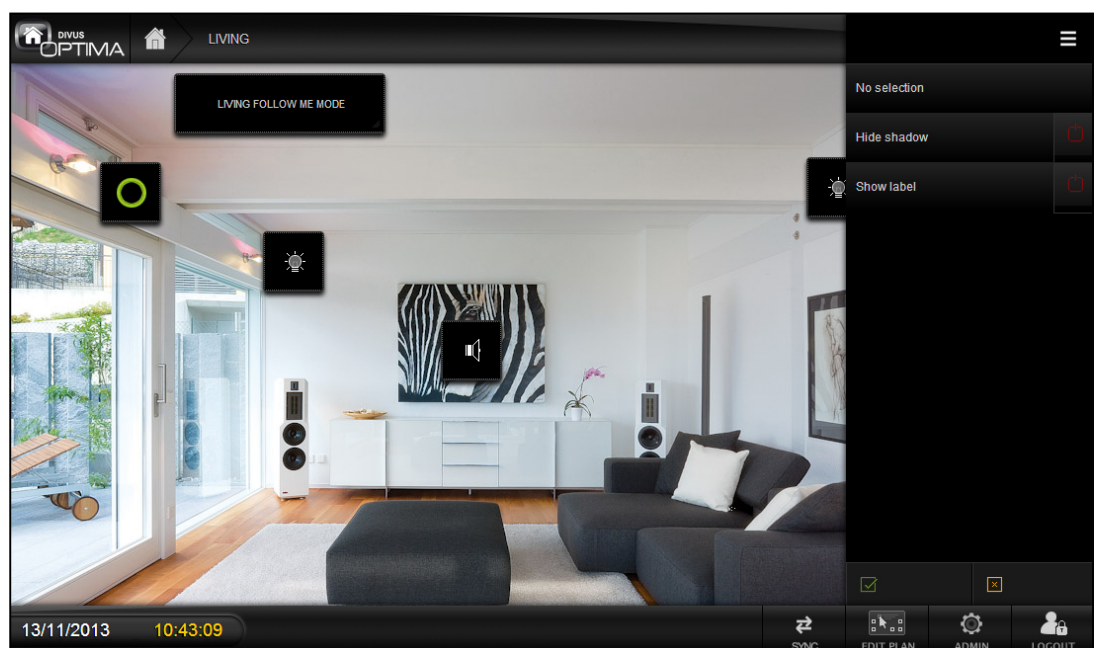 DIVUS
OPTIMA
LIVING
LIVING FOLLOW ME MODE
No selection
Hide shadow
Show label
13/11/2013 10:43:09
SYNC
EDIT PLAN
ADMIN
LOGOUT